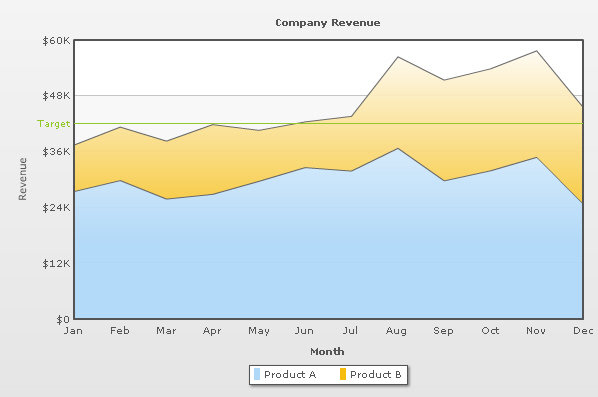 Company Revenue
$60K
$48K
Target
$36K
$24K
$12K
$0
Revenue
Jan Feb Mar Apr May Jun Jul Aug Sep Oct Nov Dec
Month
Product A Product B